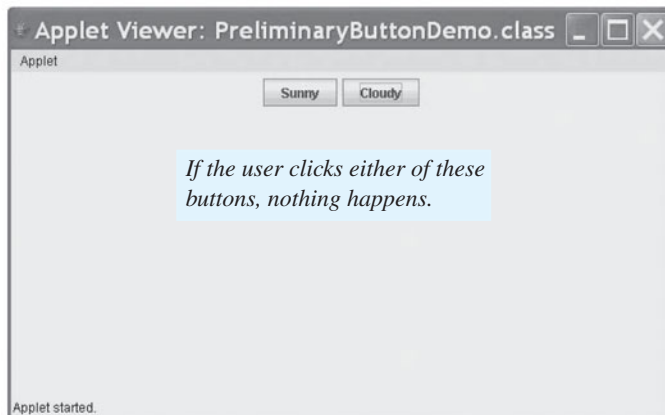 Applet Viewer: PreliminaryButtonDemo.class
Applet
Sunny Cloudy
If the user clicks either of these
buttons, nothing happens.
Applet started.